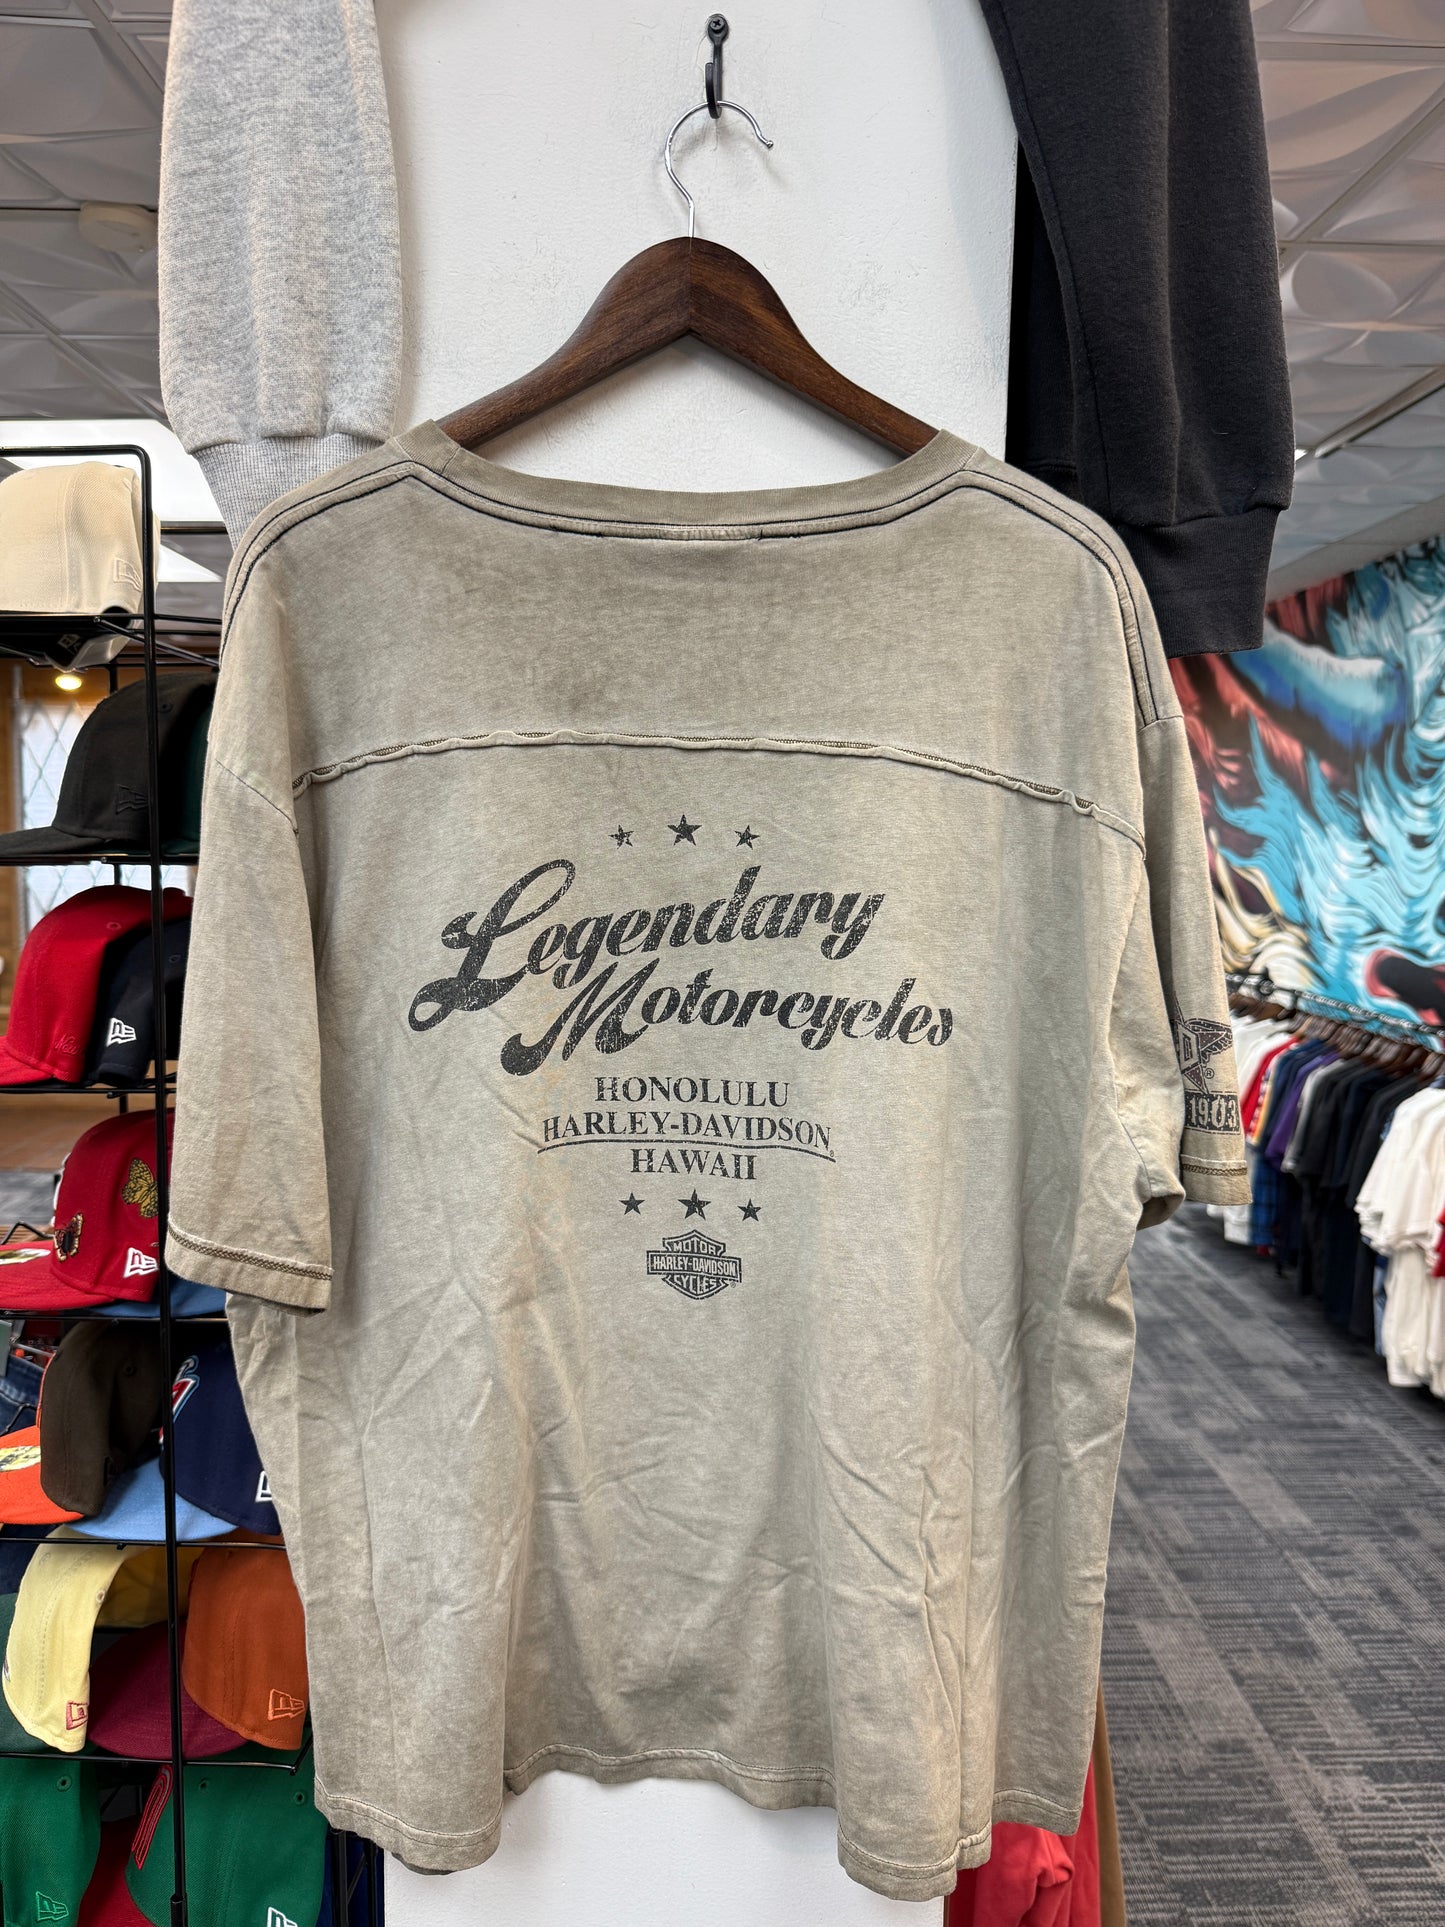 Legendary
Motorcycles
HONOLULU
HARLEY-DAVIDSON®
HAWAII
MOTOR
HARLEY-DAVIDSON
CYCLES
®
D
®
1903